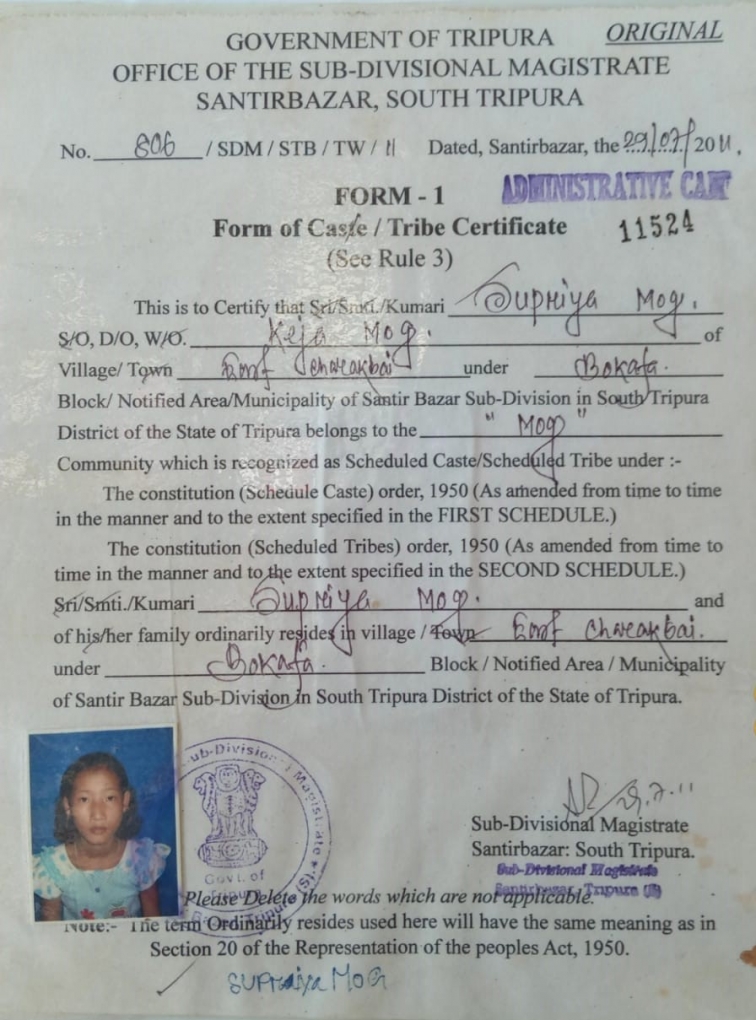 ORIGINAL
GOVERNMENT OF TRIPURA
OFFICE OF THE SUB-DIVISIONAL MAGISTRATE
SANTIRBAZAR, SOUTH TRIPURA
No. 806 / SDM / STB / TW / 11 Dated, Santirbazar, the 29/07/2011.
ADMINISTRATIVE CAMP
FORM - 1
Form of Caste / Tribe Certificate 11524
(See Rule 3)
This is to Certify that Sri/Smti./Kumari Supriya Mog.
S/O, D/O, W/O. Keja Mog. of
Village/ Town East Charakbai under Bokafa.
Block/ Notified Area/Municipality of Santir Bazar Sub-Division in South Tripura
District of the State of Tripura belongs to the "Mog"
Community which is recognized as Scheduled Caste/Scheduled Tribe under :-
The constitution (Schedule Caste) order, 1950 (As amended from time to time
in the manner and to the extent specified in the FIRST SCHEDULE.)
The constitution (Scheduled Tribes) order, 1950 (As amended from time to
time in the manner and to the extent specified in the SECOND SCHEDULE.)
Sri/Smti./Kumari Supriya Mog. and
of his/her family ordinarily resides in village / Town East Charakbai.
under Bokafa. Block / Notified Area / Municipality
of Santir Bazar Sub-Division in South Tripura District of the State of Tripura.
Sub-Divisional Magistrate
Govt. of
Tripura
29.7.11
Sub-Divisional Magistrate
Santirbazar: South Tripura.
Sub-Divisional Magistrate
Santirbazar, Tripura (S)
Please Delete the words which are not applicable.
Note:- The term Ordinarily resides used here will have the same meaning as in
Section 20 of the Representation of the peoples Act, 1950.
Supraiya MOG